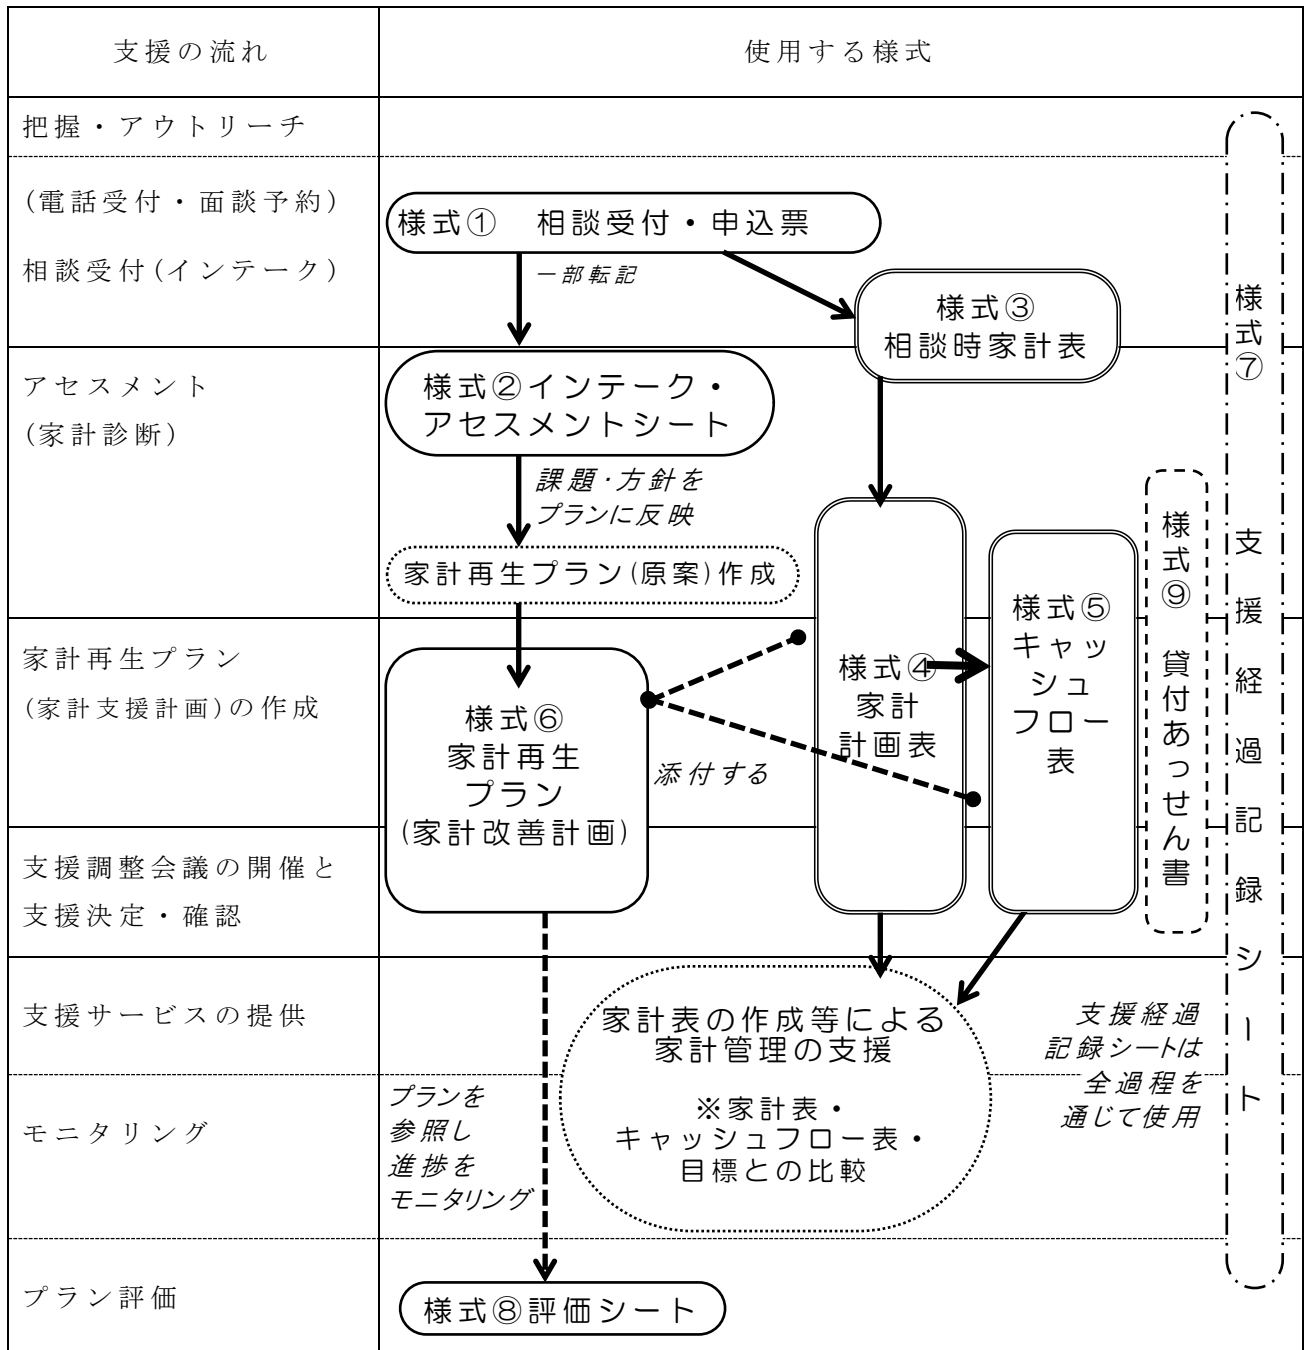 支援の流れ
使用する様式
把握・アウトリーチ
(電話受付・面談予約)
相談受付(インテーク)
様式① 相談受付・申込票
一部転記
様式③
相談時家計表
アセスメント
(家計診断)
様式②インテーク・
アセスメントシート
課題・方針を
プランに反映
家計再生プラン(原案)作成
家計再生プラン
(家計支援計画)の作成
様式⑥
家計再生
プラン
(家計改善計画)
添付する
様式④
家計
計画表
様式⑤
キャッ
シュ
フロー
表
様式⑨ 貸付あっせん書
様式⑦ 支援経過記録シート
支援調整会議の開催と
支援決定・確認
支援サービスの提供
家計表の作成等による
家計管理の支援
※家計表・
キャッシュフロー表・
目標との比較
支援経過
記録シートは
全過程を
通じて使用
モニタリング
プランを
参照し
進捗を
モニタリング
プラン評価
様式⑧評価シート